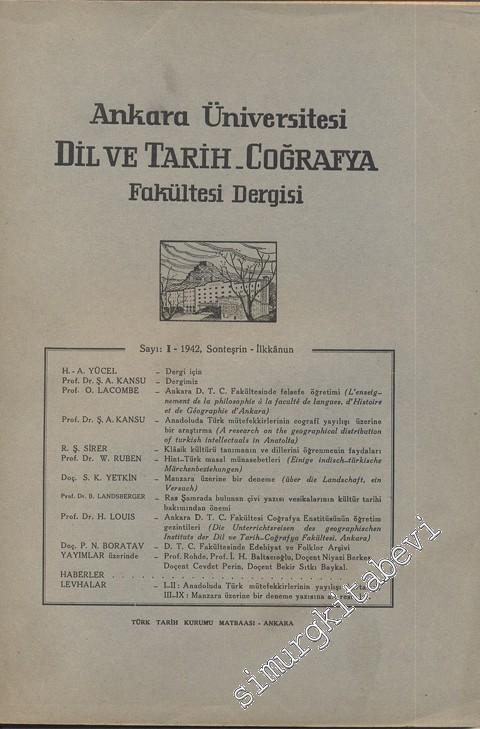 Ankara Üniversitesi
DİL VE TARİH-COĞRAFYA
Fakültesi Dergisi
Sayı: I - 1942, Sonteşrin - İlkkânun
H.-A. YÜCEL - Dergi için
Prof. Dr. Ş. A. KANSU - Dergimiz
Prof. O. LACOMBE - Ankara D. T. C. Fakültesinde felsefe öğretimi (L'enseig-
nement de la philosophie à la faculté de langues, d'Histoire
et de Géographie d'Ankara)
Prof. Dr. Ş. A. KANSU - Anadoluda Türk mütefekkirlerinin coğrafî yayılışı üzerine
bir araştırma (A research on the geographical distribution
of turkish intellectuals in Anatolia)
R. Ş. SİRER - Klâsik kültürü tanımanın ve dillerini öğrenmenin faydaları
Prof. Dr. W. RUBEN - Hint-Türk masal münasebetleri (Einige indisch-türkische
Märchenbeziehungen)
Doç. S. K. YETKİN - Manzara üzerine bir deneme (über die Landschaft, ein
Versuch)
Prof. Dr. B. LANDSBERGER - Ras Şamrada bulunan çivi yazısı vesikalarının kültür tarihi
bakımından önemi
Prof. Dr. H. LOUIS - Ankara D. T. C. Fakültesi Coğrafya Enstitüsünün öğretim
gezintileri (Die Unterrichtsreisen des geographischen
Instituts der Dil ve Tarih-Coğrafya Fakültesi, Ankara)
Doç. P. N. BORATAV - D. T. C. Fakültesinde Edebiyat ve Folklor Arşivi
YAYIMLAR üzerinde - Prof. Rohde, Prof. İ. H. Baltacıoğlu, Doçent Niyazi Berkes,
Doçent Cevdet Perin, Doçent Bekir Sıtkı Baykal.
HABERLER
LEVHALAR - I-II : Anadoluda Türk mütefekkirlerinin yayılışı
III-IX : Manzara üzerine bir deneme yazısına
TÜRK TARİH KURUMU MATBAASI - ANKARA
simurgkitabevi